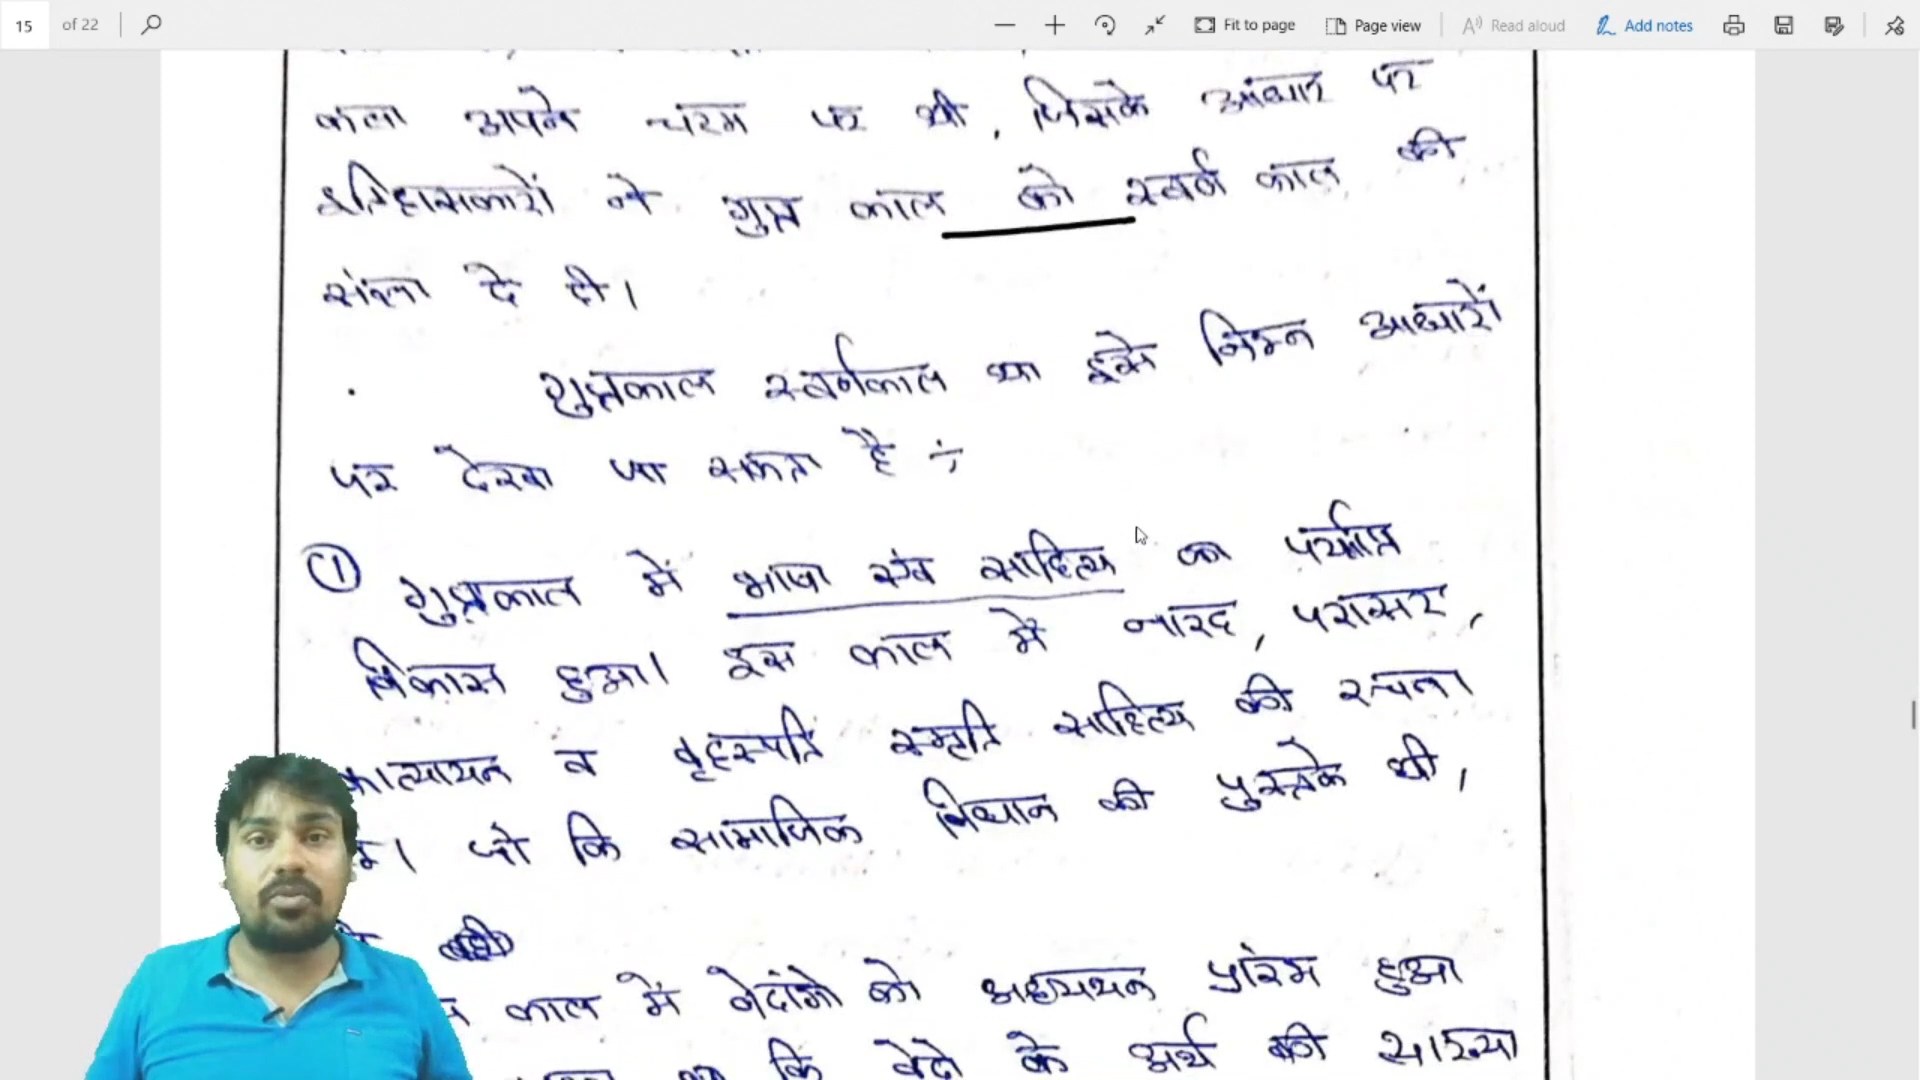 15 of 22 Fit to page Page view Read aloud Add notes
कला अपने चरम पर थी, जिसके आधार पर
इतिहासकारों ने गुप्त काल को स्वर्ण काल की
संज्ञा दे दी।
गुप्तकाल स्वर्णकाल था इसे निम्न आधारों
पर देखा जा सकता है ÷
① गुप्तकाल में भाषा एवं साहित्य का पर्याप्त
विकास हुआ। इस काल में नारद, परासर,
कात्यायन व वृहस्पति स्मृति साहित्य की रचना
जो कि सामाजिक विधान की पुस्तके थी,
काल में वेदांगो को अध्ययन प्रारंभ हुआ
कि वेदो के अर्थ की